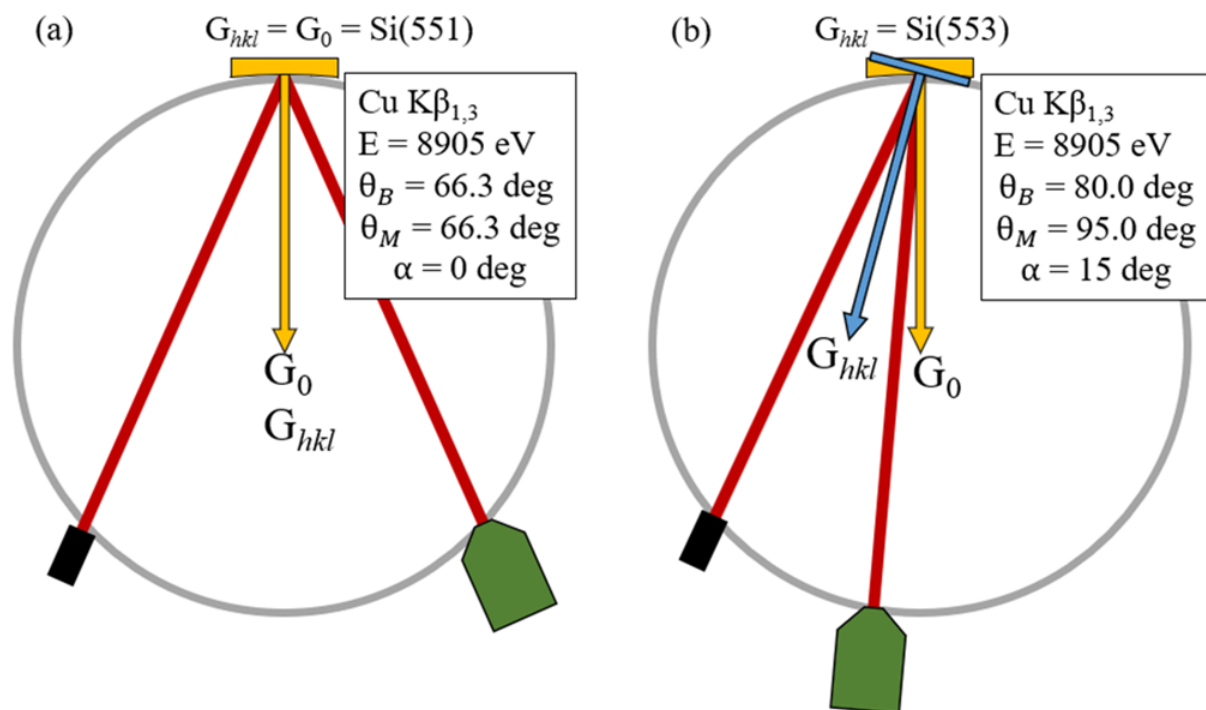 (a)
G_hkl = G_0 = Si(551)
Cu Kβ_1,3
E = 8905 eV
θ_B = 66.3 deg
θ_M = 66.3 deg
α = 0 deg
G_0
G_hkl
(b)
G_hkl = Si(553)
Cu Kβ_1,3
E = 8905 eV
θ_B = 80.0 deg
θ_M = 95.0 deg
α = 15 deg
G_hkl
G_0